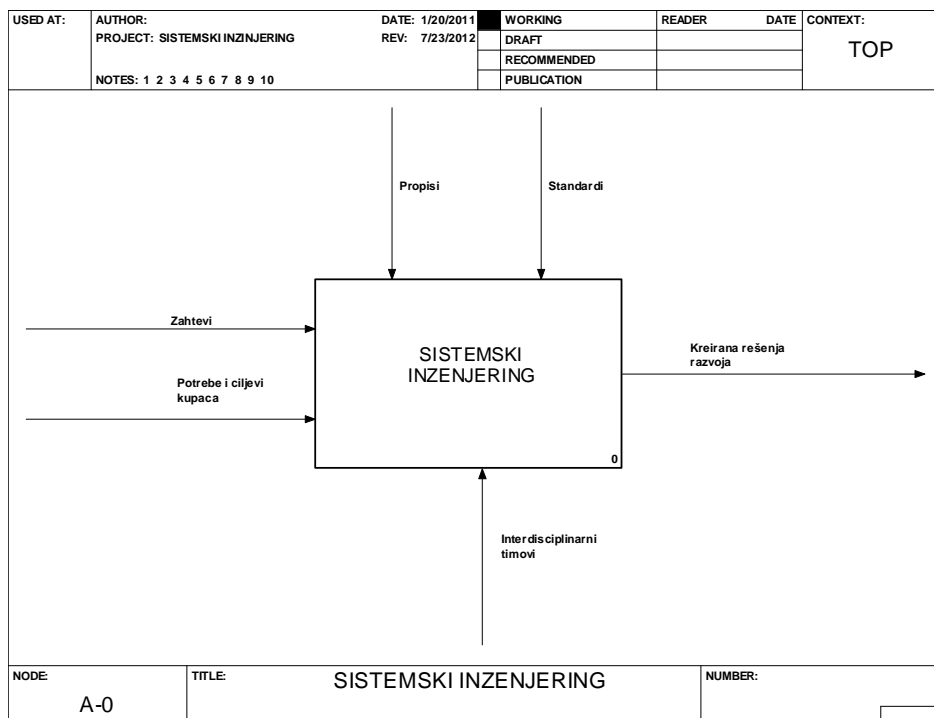 USED AT:
AUTHOR:
DATE: 1/20/2011
WORKING
READER
DATE
CONTEXT:
PROJECT: SISTEMSKI INZINJERING
REV: 7/23/2012
DRAFT
TOP
RECOMMENDED
NOTES: 1 2 3 4 5 6 7 8 9 10
PUBLICATION
Propisi
Standardi
Zahtevi
Potrebe i ciljevi
kupaca
SISTEMSKI
INZENJERING
0
Kreirana rešenja
razvoja
Interdisciplinarni
timovi
NODE:
A-0
TITLE:
SISTEMSKI INZENJERING
NUMBER: